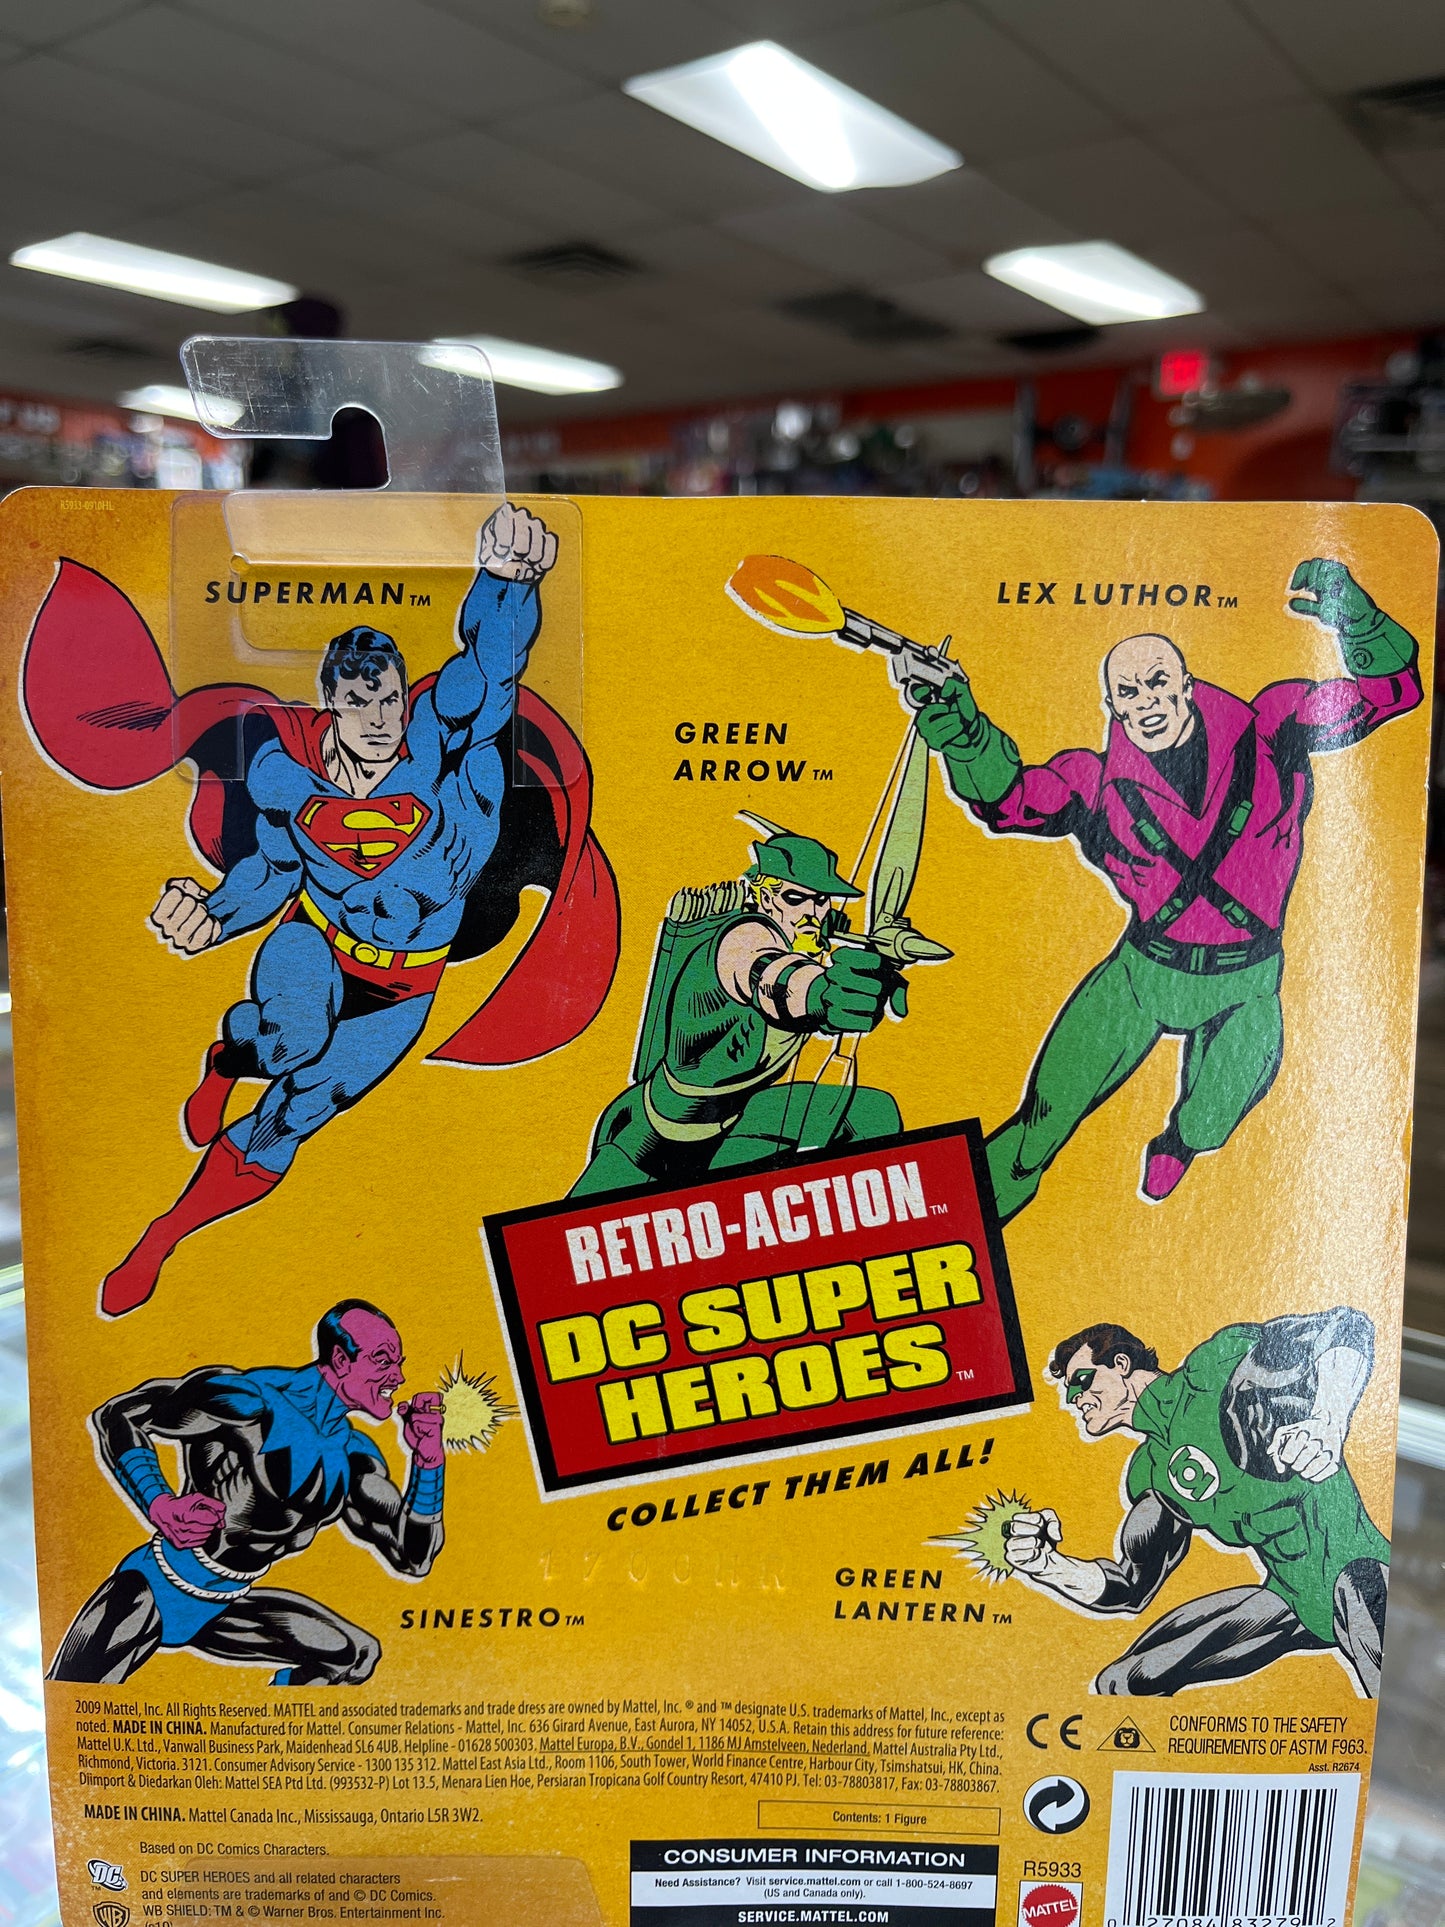 R5933-0910HL
SUPERMAN™
LEX LUTHOR™
GREEN
ARROW™
RETRO-ACTION™
DC SUPER
HEROES™
COLLECT THEM ALL!
SINESTRO™
GREEN
LANTERN™
2009 Mattel, Inc. All Rights Reserved. MATTEL and associated trademarks and trade dress are owned by Mattel, Inc. ® and ™ designate U.S. trademarks of Mattel, Inc., except as
noted. MADE IN CHINA. Manufactured for Mattel. Consumer Relations - Mattel, Inc. 636 Girard Avenue, East Aurora, NY 14052, U.S.A. Retain this address for future reference:
Mattel U.K. Ltd., Vanwall Business Park, Maidenhead SL6 4UB. Helpline - 01628 500303. Mattel Europa, B.V., Gondel 1, 1186 MJ Amstelveen, Nederland. Mattel Australia Pty Ltd.,
Richmond, Victoria. 3121. Consumer Advisory Service - 1300 135 312. Mattel East Asia Ltd., Room 1106, South Tower, World Finance Centre, Harbour City, Tsimshatsui, HK, China.
Diimport & Diedarkan Oleh: Mattel SEA Ptd Ltd. (993532-P) Lot 13.5, Menara Lien Hoe, Persiaran Tropicana Golf Country Resort, 47410 PJ. Tel: 03-78803817, Fax: 03-78803867.
CE
CONFORMS TO THE SAFETY
REQUIREMENTS OF ASTM F963.
Asst. R2674
MADE IN CHINA. Mattel Canada Inc., Mississauga, Ontario L5R 3W2.
Contents: 1 Figure
Based on DC Comics Characters.
DC
DC SUPER HEROES and all related characters
and elements are trademarks of and © DC Comics.
WB SHIELD: TM & © Warner Bros. Entertainment Inc.
(s10)
WB
CONSUMER INFORMATION
Need Assistance? Visit service.mattel.com or call 1-800-524-8697
(US and Canada only).
SERVICE.MATTEL.COM
R5933
MATTEL
0 27084 83279 2